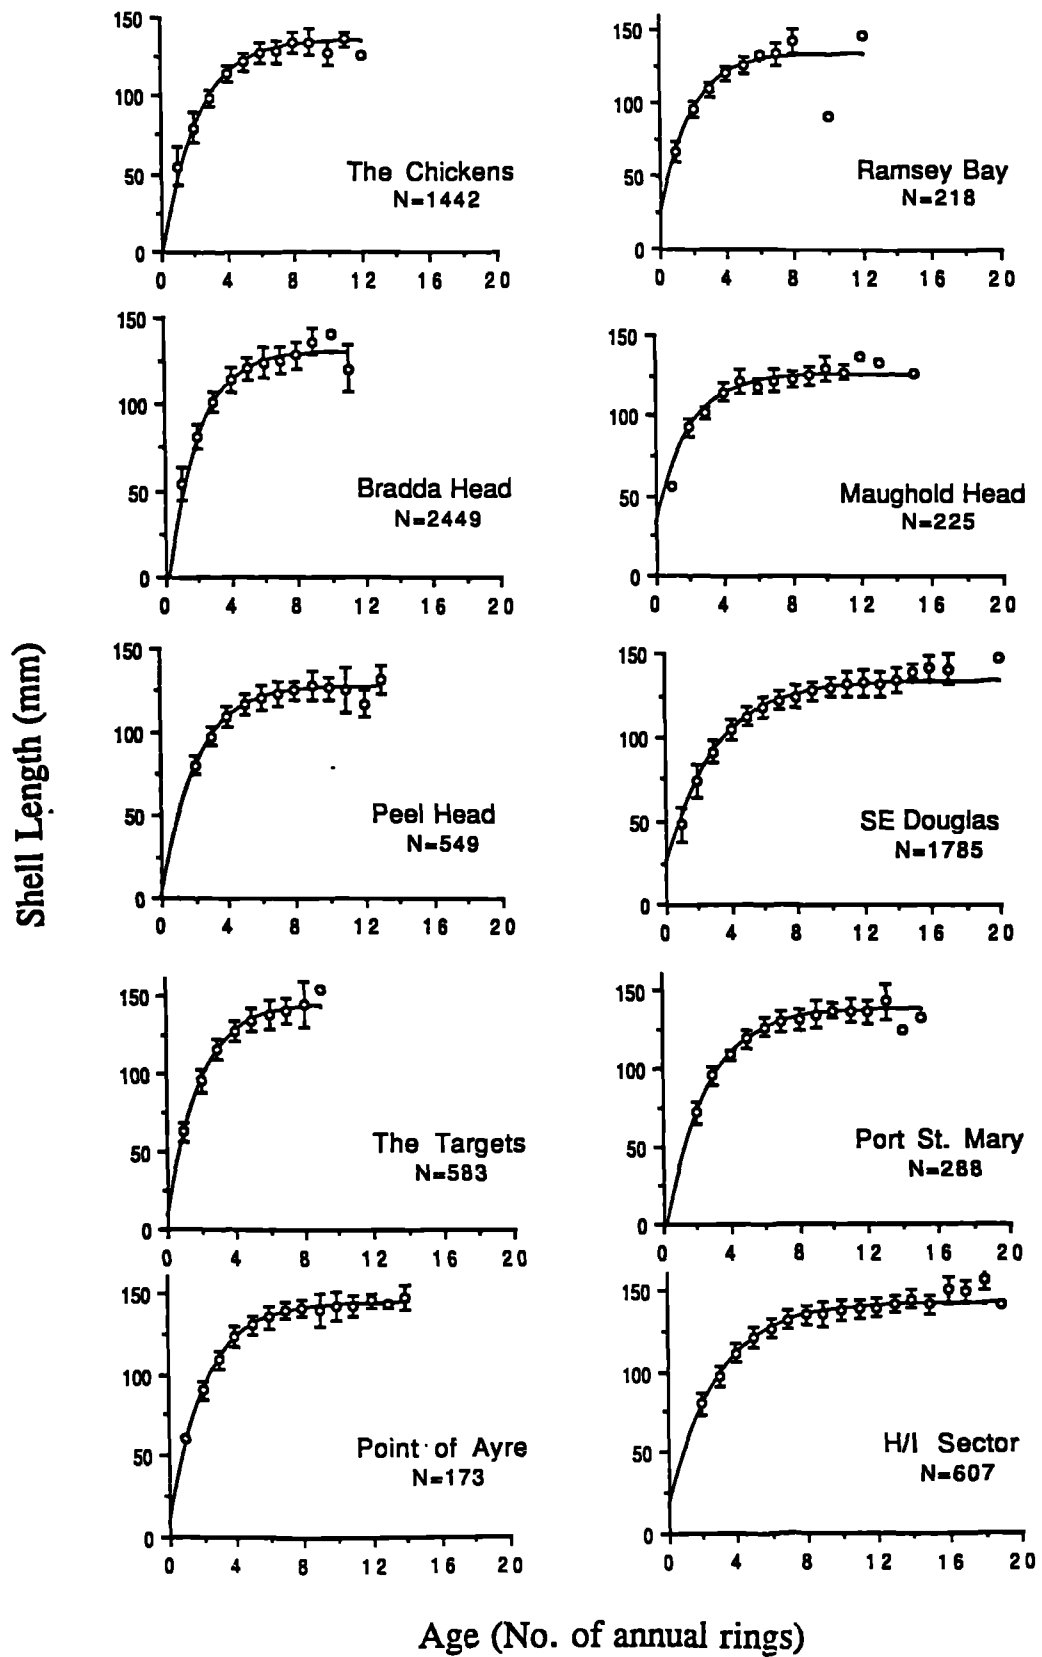 Shell Length (mm)
150
100
50
0
0 4 8 12 16 20
The Chickens
N=1442
150
100
50
0
0 4 8 12 16 20
Ramsey Bay
N=218
150
100
50
0
0 4 8 12 16 20
Bradda Head
N=2449
150
100
50
0
0 4 8 12 16 20
Maughold Head
N=225
150
100
50
0
0 4 8 12 16 20
Peel Head
N=549
150
100
50
0
0 4 8 12 16 20
SE Douglas
N=1785
150
100
50
0
0 4 8 12 16 20
The Targets
N=583
150
100
50
0
0 4 8 12 16 20
Port St. Mary
N=288
150
100
50
0
0 4 8 12 16 20
Point of Ayre
N=173
150
100
50
0
0 4 8 12 16 20
H/I Sector
N=607
Age (No. of annual rings)